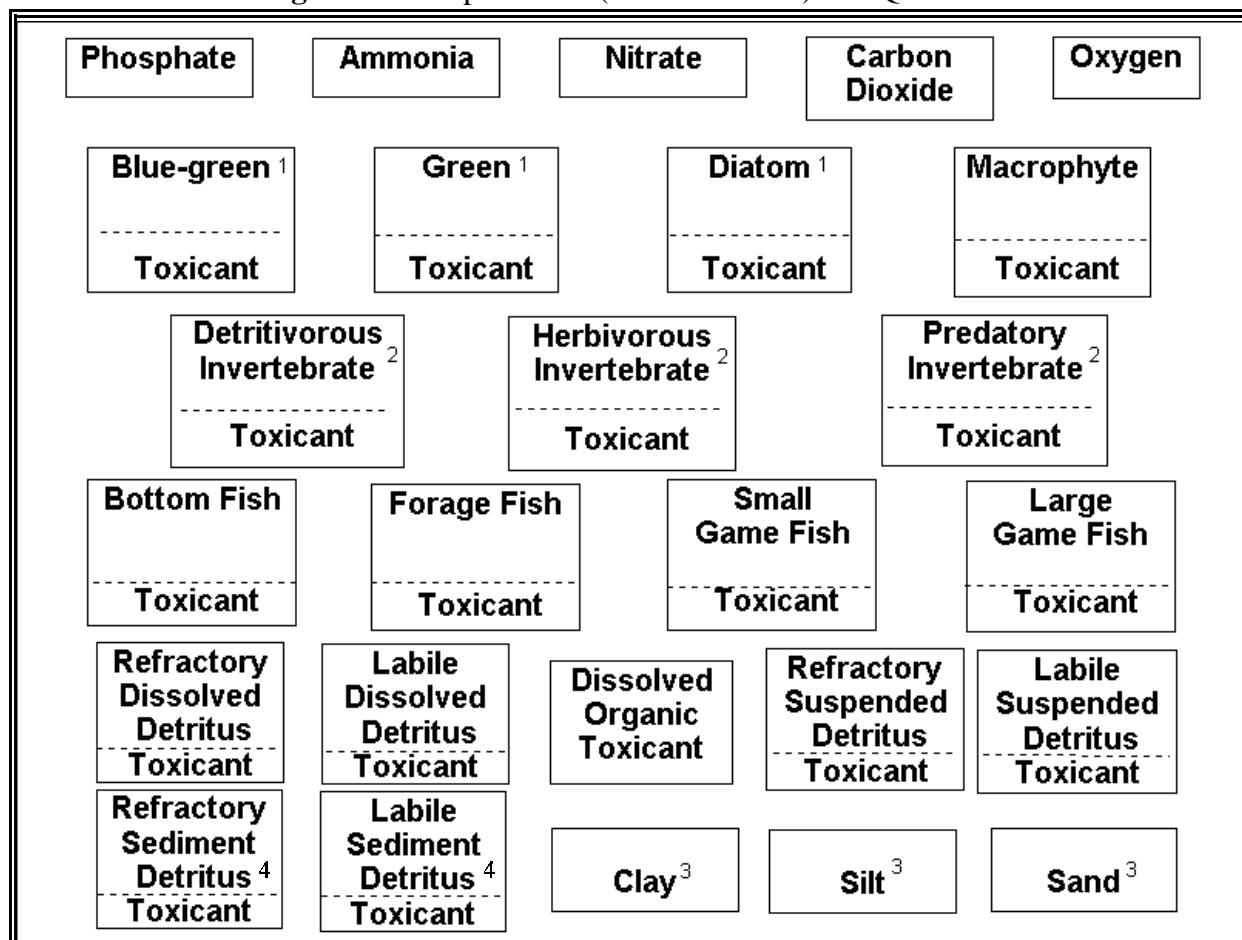 Phosphate
Ammonia
Nitrate
Carbon
Dioxide
Oxygen
Blue-green 1
Toxicant
Green 1
Toxicant
Diatom 1
Toxicant
Macrophyte
Toxicant
Detritivorous
Invertebrate 2
Toxicant
Herbivorous
Invertebrate 2
Toxicant
Predatory
Invertebrate 2
Toxicant
Bottom Fish
Toxicant
Forage Fish
Toxicant
Small
Game Fish
Toxicant
Large
Game Fish
Toxicant
Refractory
Dissolved
Detritus
Toxicant
Labile
Dissolved
Detritus
Toxicant
Dissolved
Organic
Toxicant
Refractory
Suspended
Detritus
Toxicant
Labile
Suspended
Detritus
Toxicant
Refractory
Sediment
Detritus 4
Toxicant
Labile
Sediment
Detritus 4
Toxicant
Clay 3
Silt 3
Sand 3